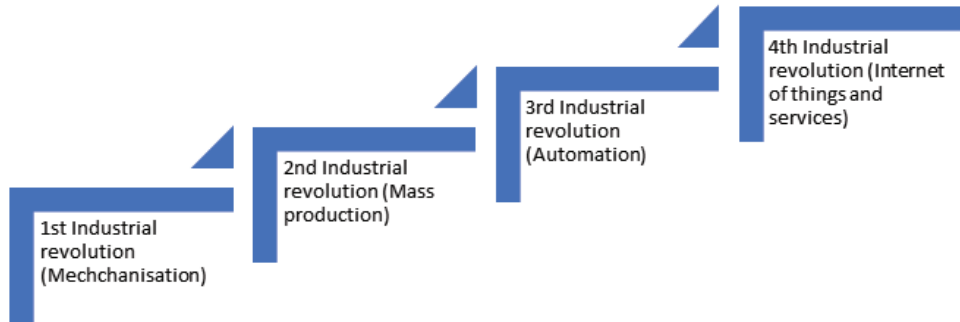 1st Industrial
revolution
(Mechchanisation)
2nd Industrial
revolution (Mass
production)
3rd Industrial
revolution
(Automation)
4th Industrial
revolution (Internet
of things and
services)